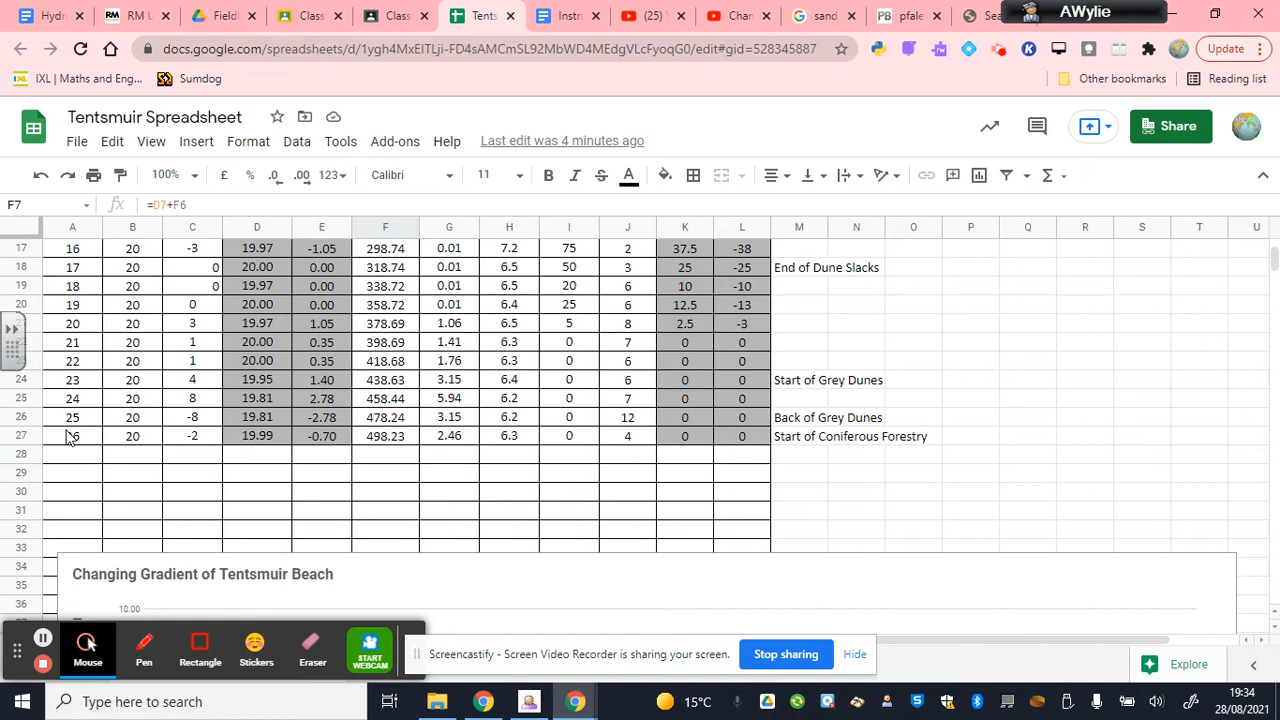 Hydr
RM U
Fields
Class
Class
Tents
Instr
(25) Y
Chan
sand
pfale
Sea
AWylie
docs.google.com/spreadsheets/d/1ygh4MxEITLji-FD4sAMCmSL92MbWD4MEdgVLcFyoqG0/edit#gid=528345887
Update
IXL | Maths and Eng...
Sumdog
Other bookmarks
Reading list
Tentsmuir Spreadsheet
File Edit View Insert Format Data Tools Add-ons Help Last edit was 4 minutes ago
Share
100% £ % .0 .00 123 Calibri 11 B I S A
F7 fx =D7+F6
A B C D E F G H I J K L M N O P Q R S T U
17 16 20 -3 19.97 -1.05 298.74 0.01 7.2 75 2 37.5 -38
18 17 20 0 20.00 0.00 318.74 0.01 6.5 50 3 25 -25 End of Dune Slacks
19 18 20 0 19.97 0.00 338.72 0.01 6.5 20 6 10 -10
20 19 20 0 20.00 0.00 358.72 0.01 6.4 25 6 12.5 -13
20 20 3 19.97 1.05 378.69 1.06 6.5 5 8 2.5 -3
21 20 1 20.00 0.35 398.69 1.41 6.3 0 7 0 0
22 20 1 20.00 0.35 418.68 1.76 6.3 0 6 0 0
24 23 20 4 19.95 1.40 438.63 3.15 6.4 0 6 0 0 Start of Grey Dunes
25 24 20 8 19.81 2.78 458.44 5.94 6.2 0 7 0 0
26 25 20 -8 19.81 -2.78 478.24 3.15 6.2 0 12 0 0 Back of Grey Dunes
27 26 20 -2 19.99 -0.70 498.23 2.46 6.3 0 4 0 0 Start of Coniferous Forestry
28
29
30
31
32
33
34
35
36
Changing Gradient of Tentsmuir Beach
10.00
Mouse Pen Rectangle Stickers Eraser
START
WEBCAM
Screencastify - Screen Video Recorder is sharing your screen.
Stop sharing
Hide
Explore
Type here to search
15°C
19:34
28/08/2021